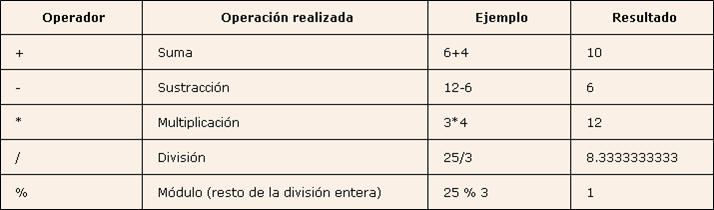 Operador Operación realizada Ejemplo Resultado
+ Suma 6+4 10
- Sustracción 12-6 6
* Multiplicación 3*4 12
/ División 25/3 8.3333333333
% Módulo (resto de la división entera) 25 % 3 1